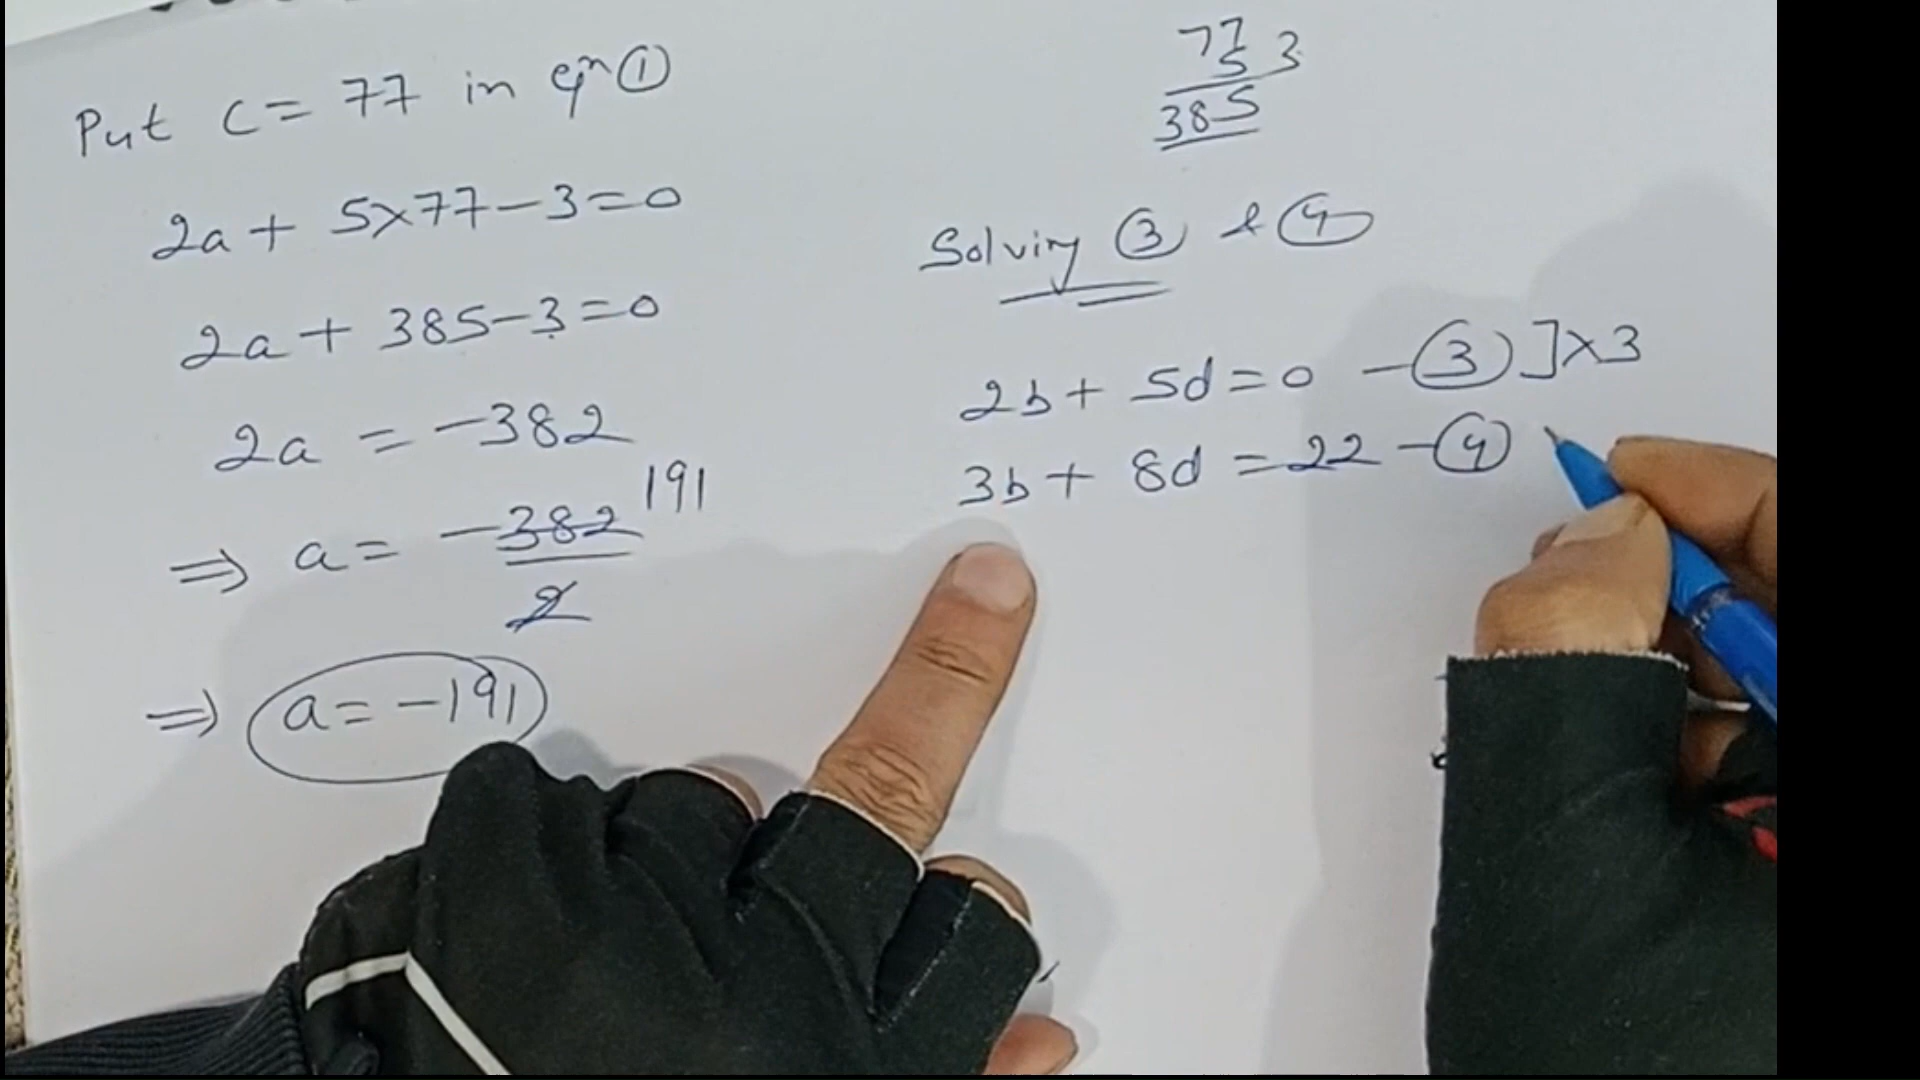 Put c = 77 in eqn ①
2a + 5×77 - 3 = 0
2a + 385 - 3 = 0
2a = -382
⇒ a = -382/2 191
⇒ a = -191
77
5 3
385
Solving ③ & ④
2b + 5d = 0 - ③ ] × 3
3b + 8d = 22 - ④